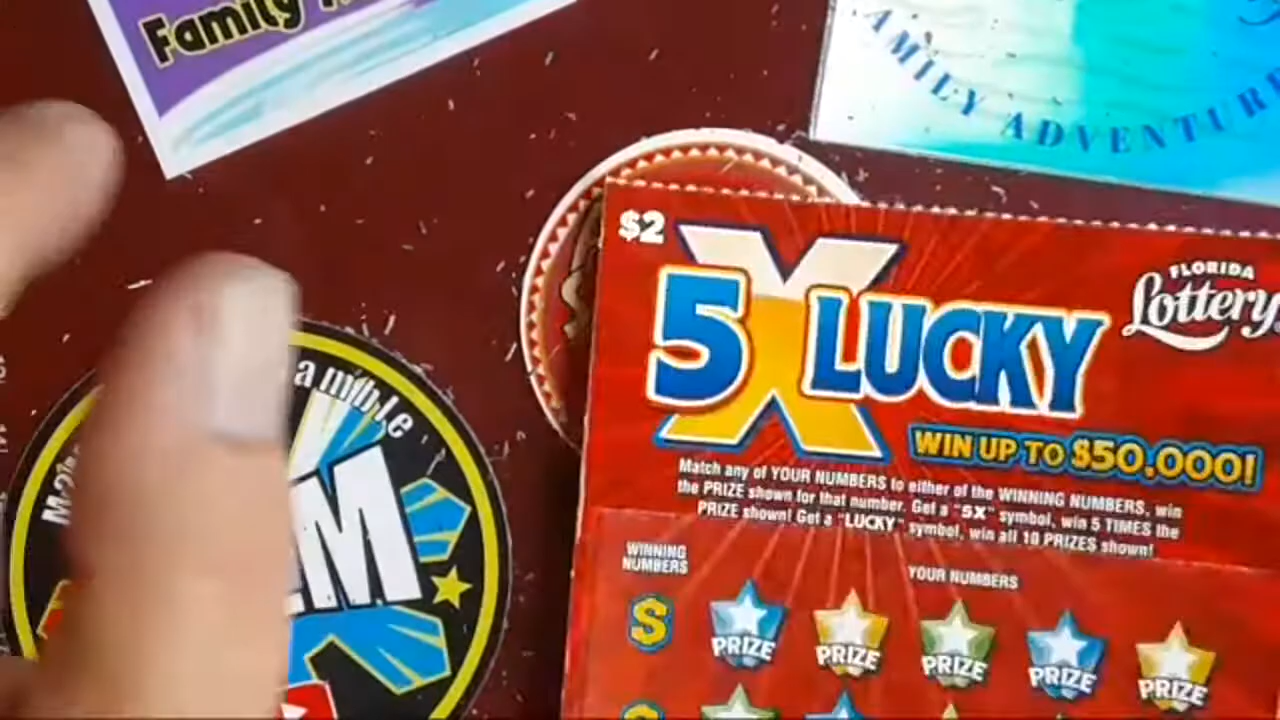 Family
FAMILY ADVENTURE
$2
5X LUCKY
FLORIDA
Lottery
WIN UP TO $50,000!
Match any of YOUR NUMBERS to either of the WINNING NUMBERS, win
the PRIZE shown for that number. Get a "5X" symbol, win 5 TIMES the
PRIZE shown! Get a "LUCKY" symbol, win all 10 PRIZES shown!
WINNING
NUMBERS
YOUR NUMBERS
$
PRIZE PRIZE PRIZE PRIZE PRIZE
$